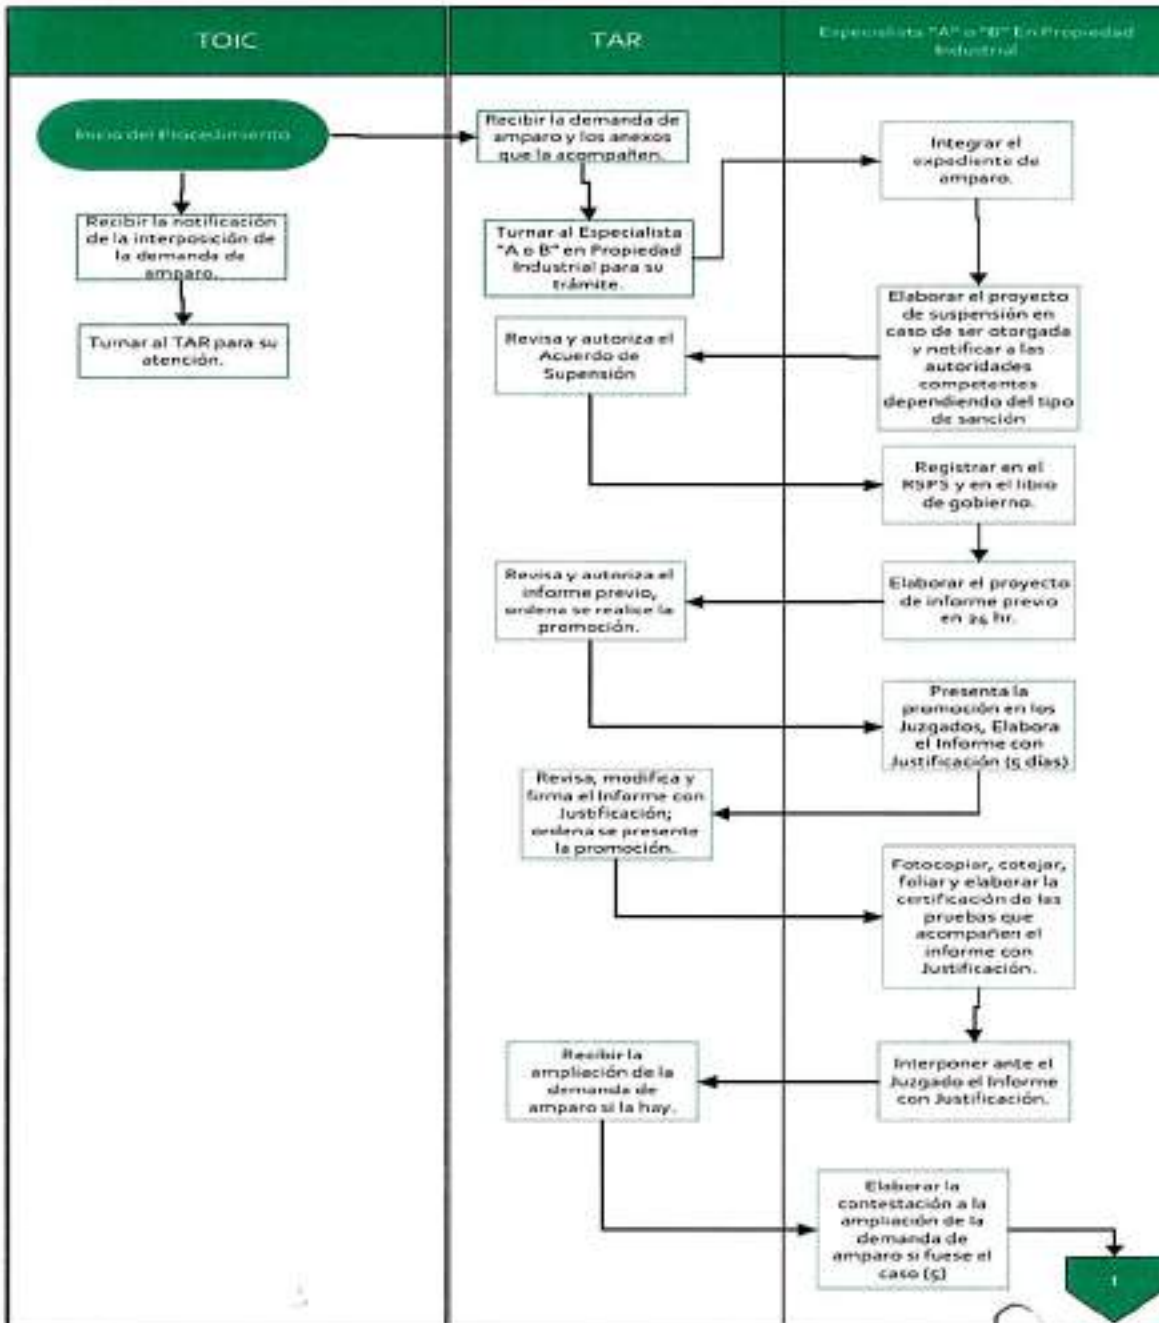 TOIC
TAR
Especialista "A" o "B" En Propiedad
Industrial
Inicio del Procedimiento
Recibir la notificación
de la interposición de
la demanda de
amparo.
Turnar al TAR para su
atención.
Recibir la demanda de
amparo y los anexos
que la acompañen.
Turnar al Especialista
"A o B" en Propiedad
Industrial para su
trámite.
Integrar el
expediente de
amparo.
Elaborar el proyecto
de suspensión en
caso de ser otorgada
y notificar a las
autoridades
competentes
dependiendo del tipo
de sanción
Revisa y autoriza el
Acuerdo de
Supensión
Registrar en el
RSPS y en el libro
de gobierno.
Elaborar el proyecto
de informe previo
en 24 hr.
Revisa y autoriza el
informe previo,
ordena se realice la
promoción.
Presenta la
promoción en los
Juzgados, Elabora
el Informe con
Justificación (5 días)
Revisa, modifica y
firma el Informe con
Justificación;
ordena se presente
la promoción.
Fotocopiar, cotejar,
foliar y elaborar la
certificación de las
pruebas que
acompañen el
informe con
Justificación.
Interponer ante el
Juzgado el Informe
con Justificación.
Recibir la
ampliación de la
demanda de
amparo si la hay.
Elaborar la
contestación a la
ampliación de la
demanda de
amparo si fuese el
caso (5)
1